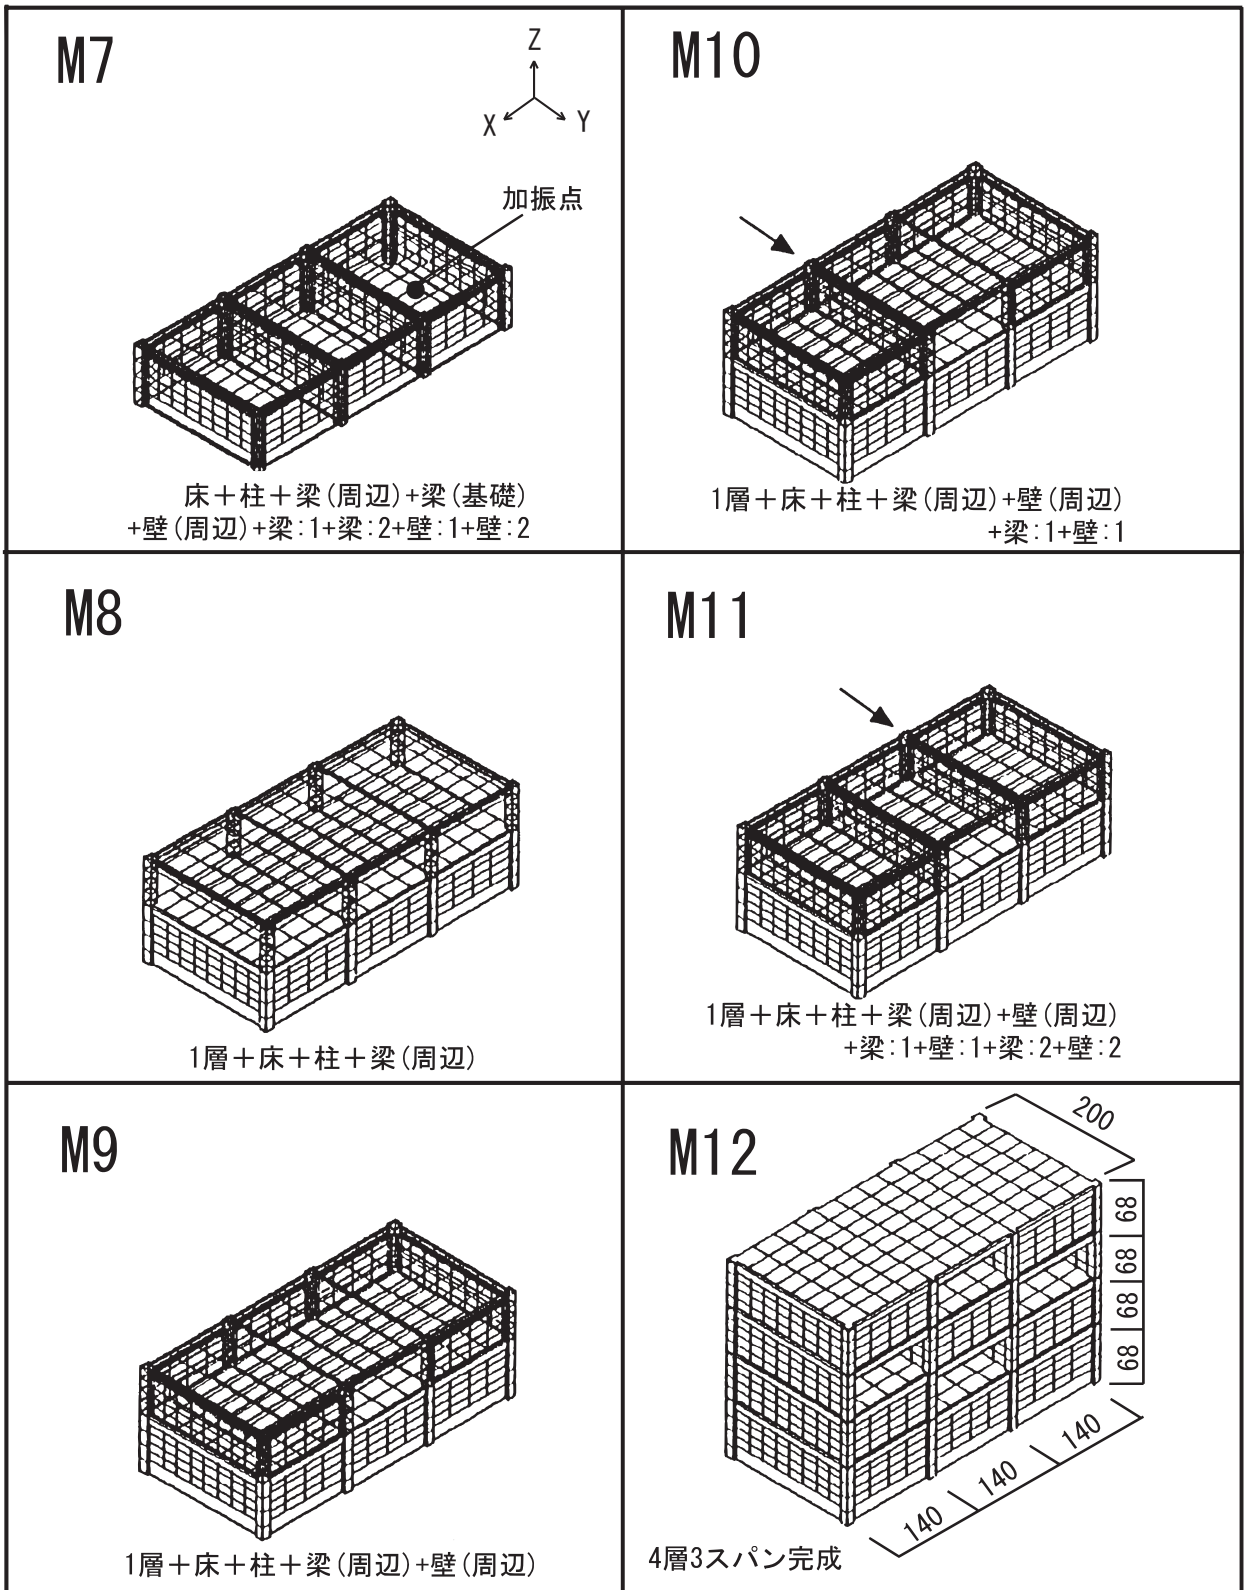 M7
Z
X
Y
加振点
床＋柱＋梁(周辺)+梁(基礎)
+壁(周辺)+梁:1+梁:2+壁:1+壁:2
M10
1層＋床＋柱＋梁(周辺)+壁(周辺)
+梁:1+壁:1
M8
1層＋床＋柱＋梁(周辺)
M11
1層＋床＋柱＋梁(周辺)+壁(周辺)
+梁:1+壁:1+梁:2+壁:2
M9
1層＋床＋柱＋梁(周辺)+壁(周辺)
M12
200
68
68
68
68
140
140
140
4層3スパン完成